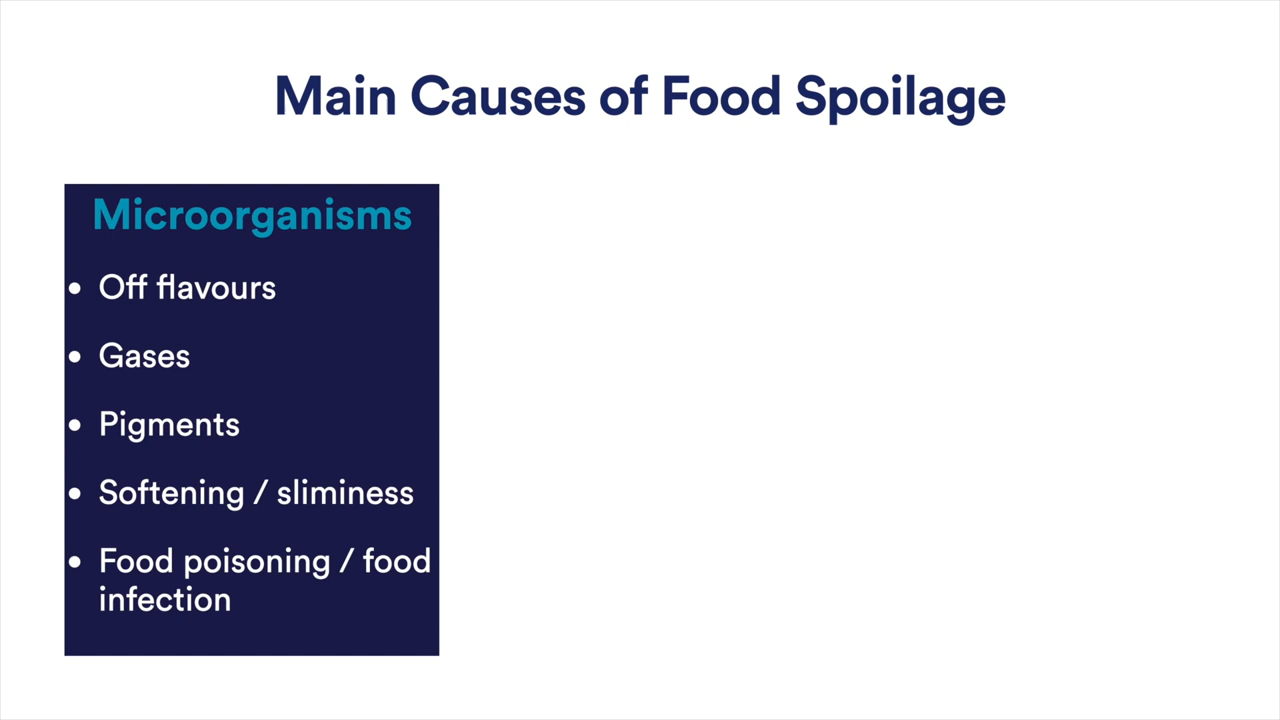 Main Causes of Food Spoilage
Microorganisms
• Off flavours
• Gases
• Pigments
• Softening / sliminess
• Food poisoning / food
infection